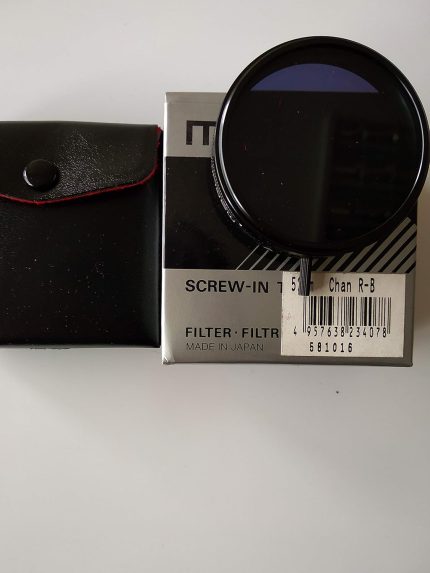 SCREW-IN
Chan R-B
FILTER · FILTR
MADE IN JAPAN
4 957638 234078
581016